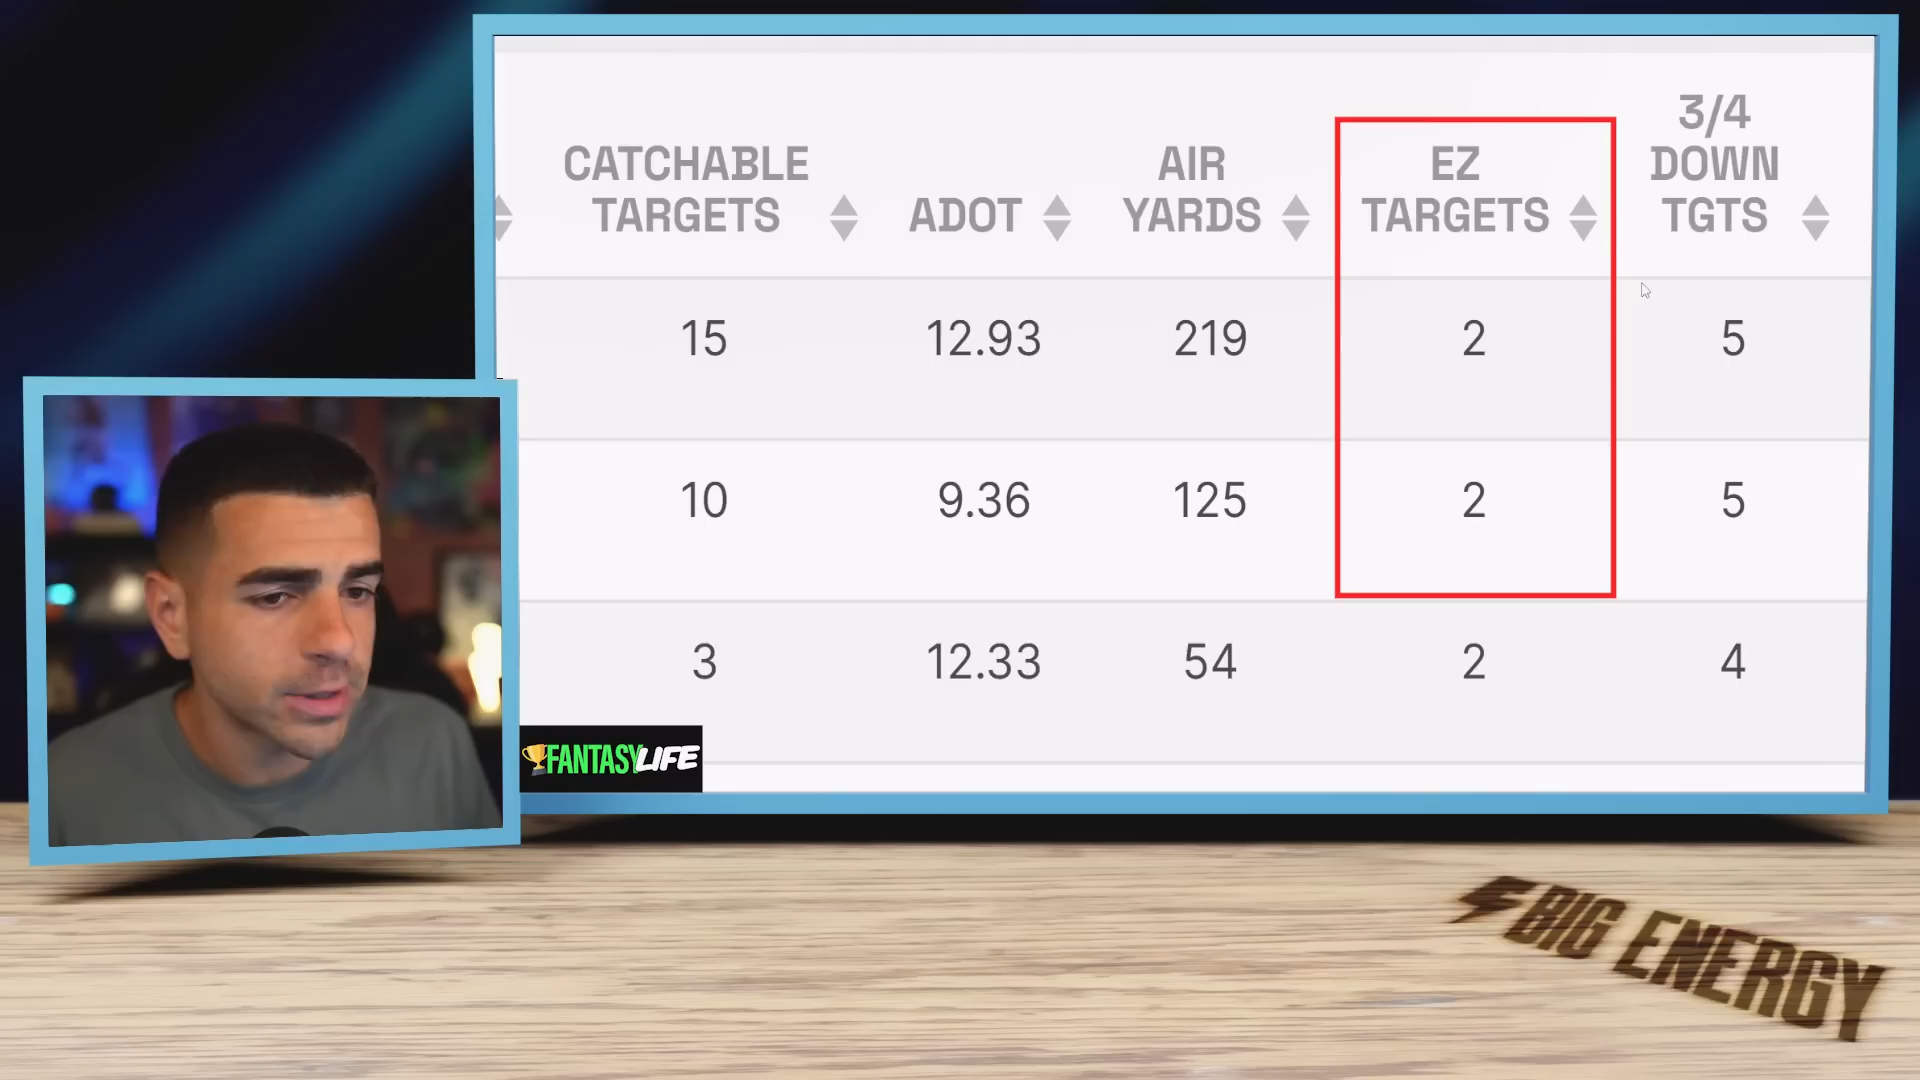 CATCHABLE TARGETS
ADOT
AIR YARDS
EZ TARGETS
3/4 DOWN TGTS
15 12.93 219 2 5
10 9.36 125 2 5
3 12.33 54 2 4
FANTASYLIFE
BIG ENERGY